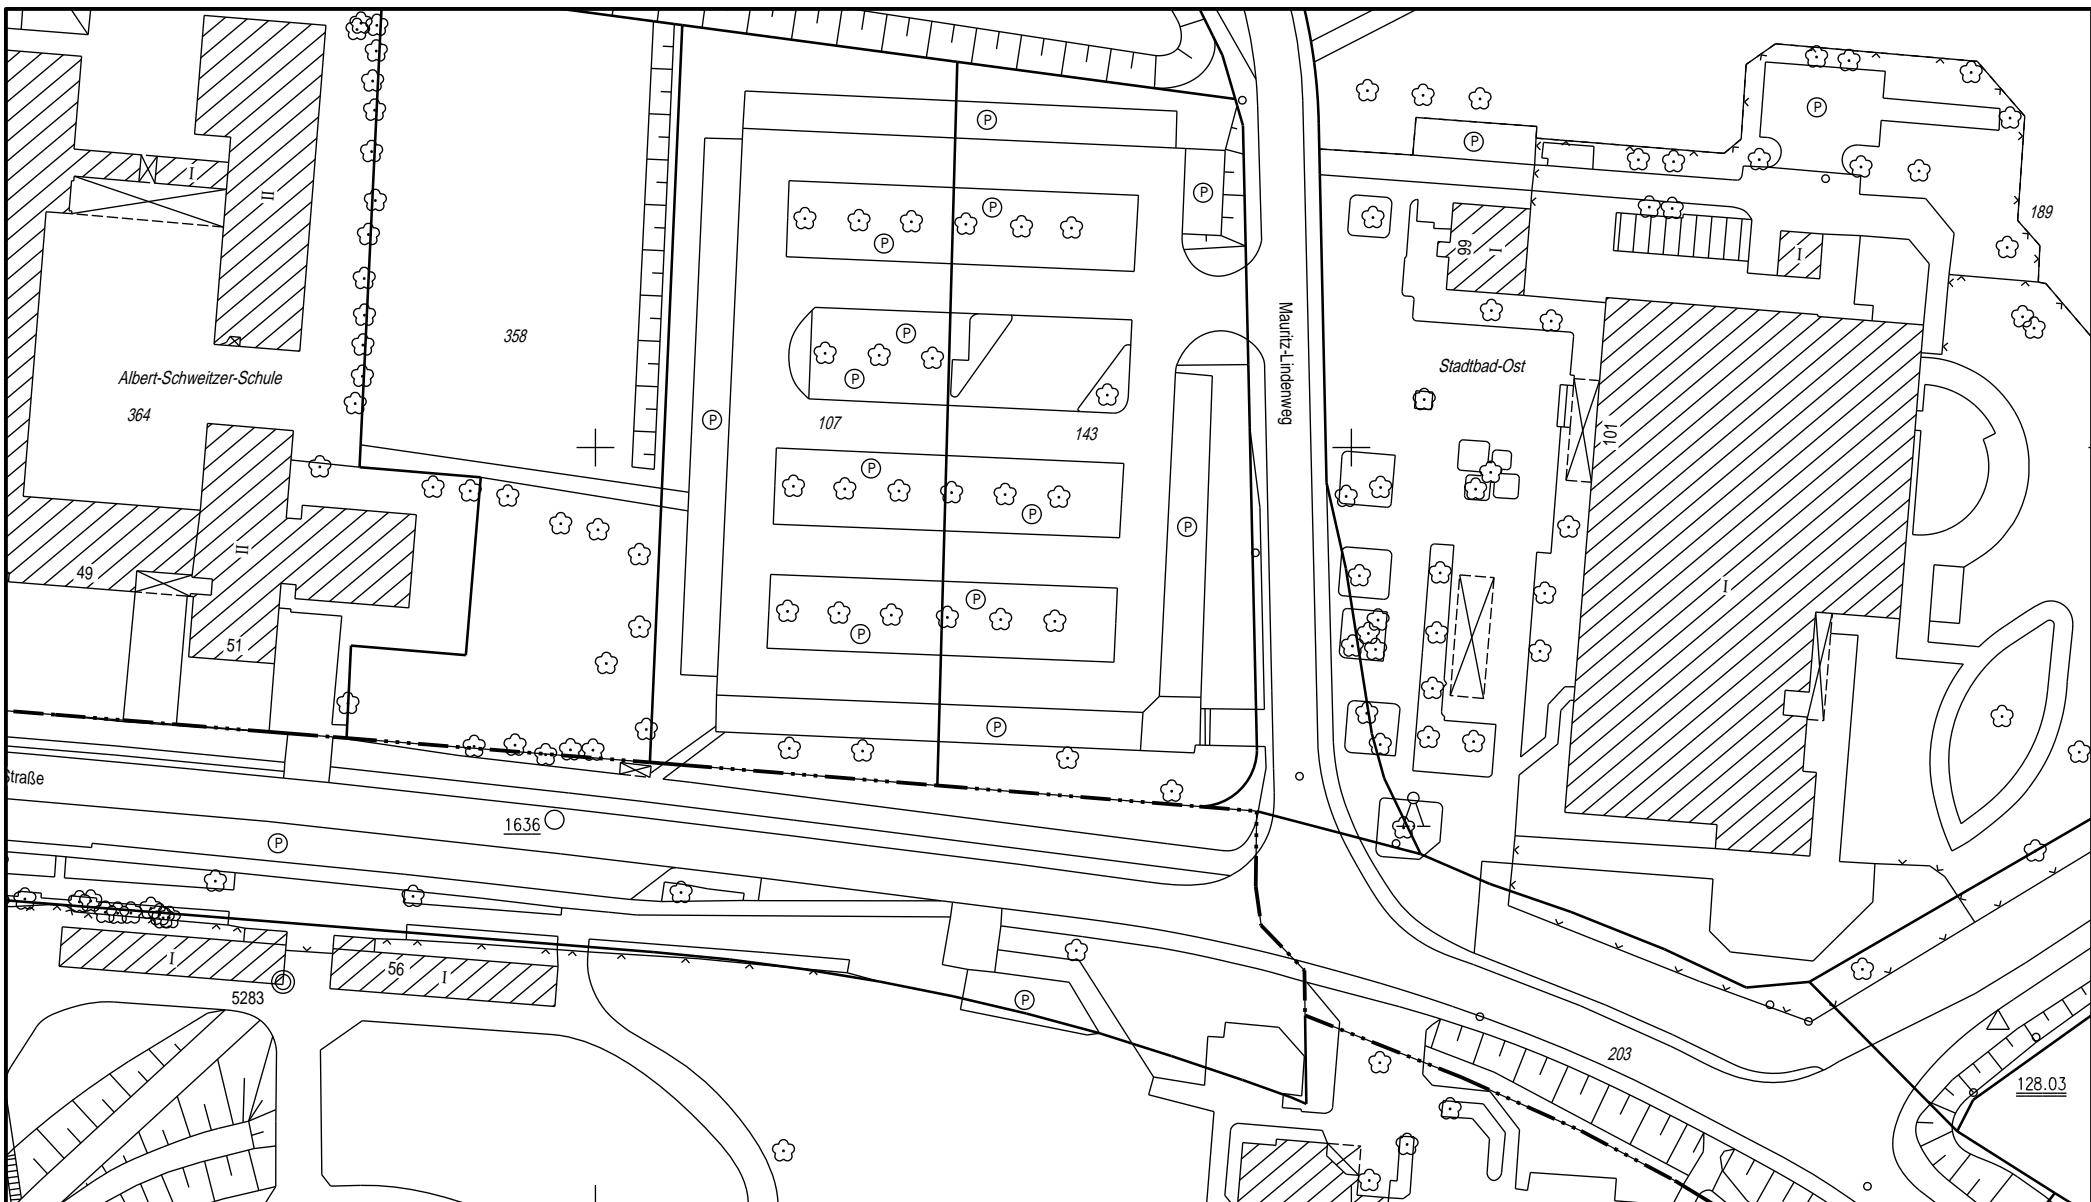 P
P
I
II
P
P
189
P
P
99
I
I
358
Mauritz-Lindenweg
P
Albert-Schweitzer-Schule
P
Stadtbad-Ost
364
107
P
143
101
P
P
P
II
49
I
P
P
51
P
Straße
1636
P
I
56
I
5283
P
203
128.03